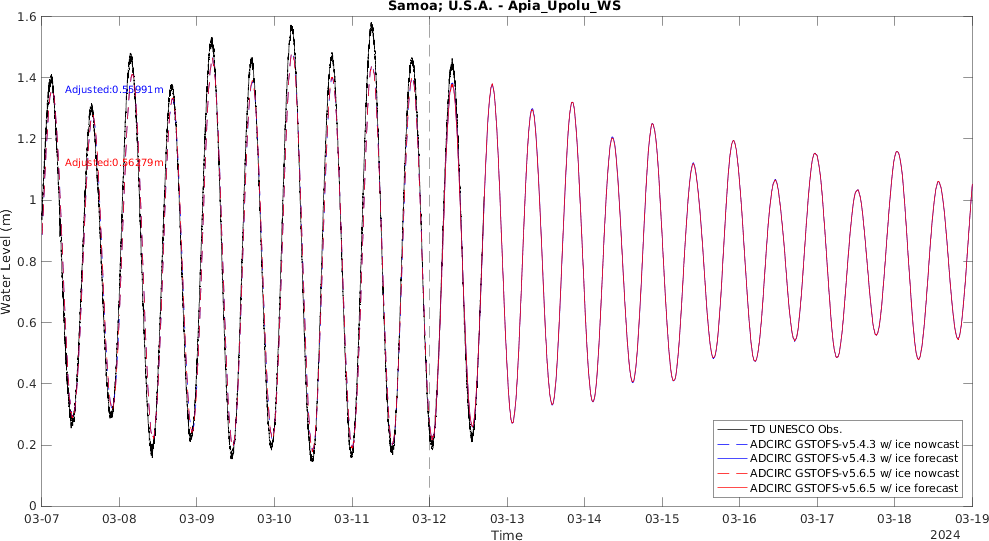 Samoa; U.S.A. - Apia_Upolu_WS
Water Level (m)
1.6
1.4
1.2
1
0.8
0.6
0.4
0.2
0
Adjusted:0.55991m
Adjusted:0.56279m
TD UNESCO Obs.
ADCIRC GSTOFS-v5.4.3 w/ ice nowcast
ADCIRC GSTOFS-v5.4.3 w/ ice forecast
ADCIRC GSTOFS-v5.6.5 w/ ice nowcast
ADCIRC GSTOFS-v5.6.5 w/ ice forecast
03-07 03-08 03-09 03-10 03-11 03-12 03-13 03-14 03-15 03-16 03-17 03-18 03-19
Time
2024